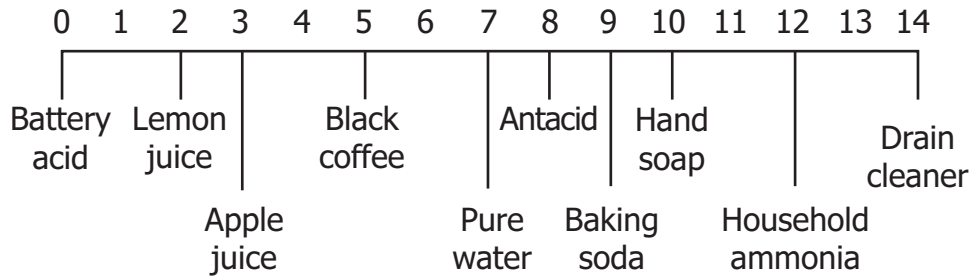 0 1 2 3 4 5 6 7 8 9 10 11 12 13 14
Battery
acid
Lemon
juice
Apple
juice
Black
coffee
Pure
water
Antacid
Baking
soda
Hand
soap
Household
ammonia
Drain
cleaner